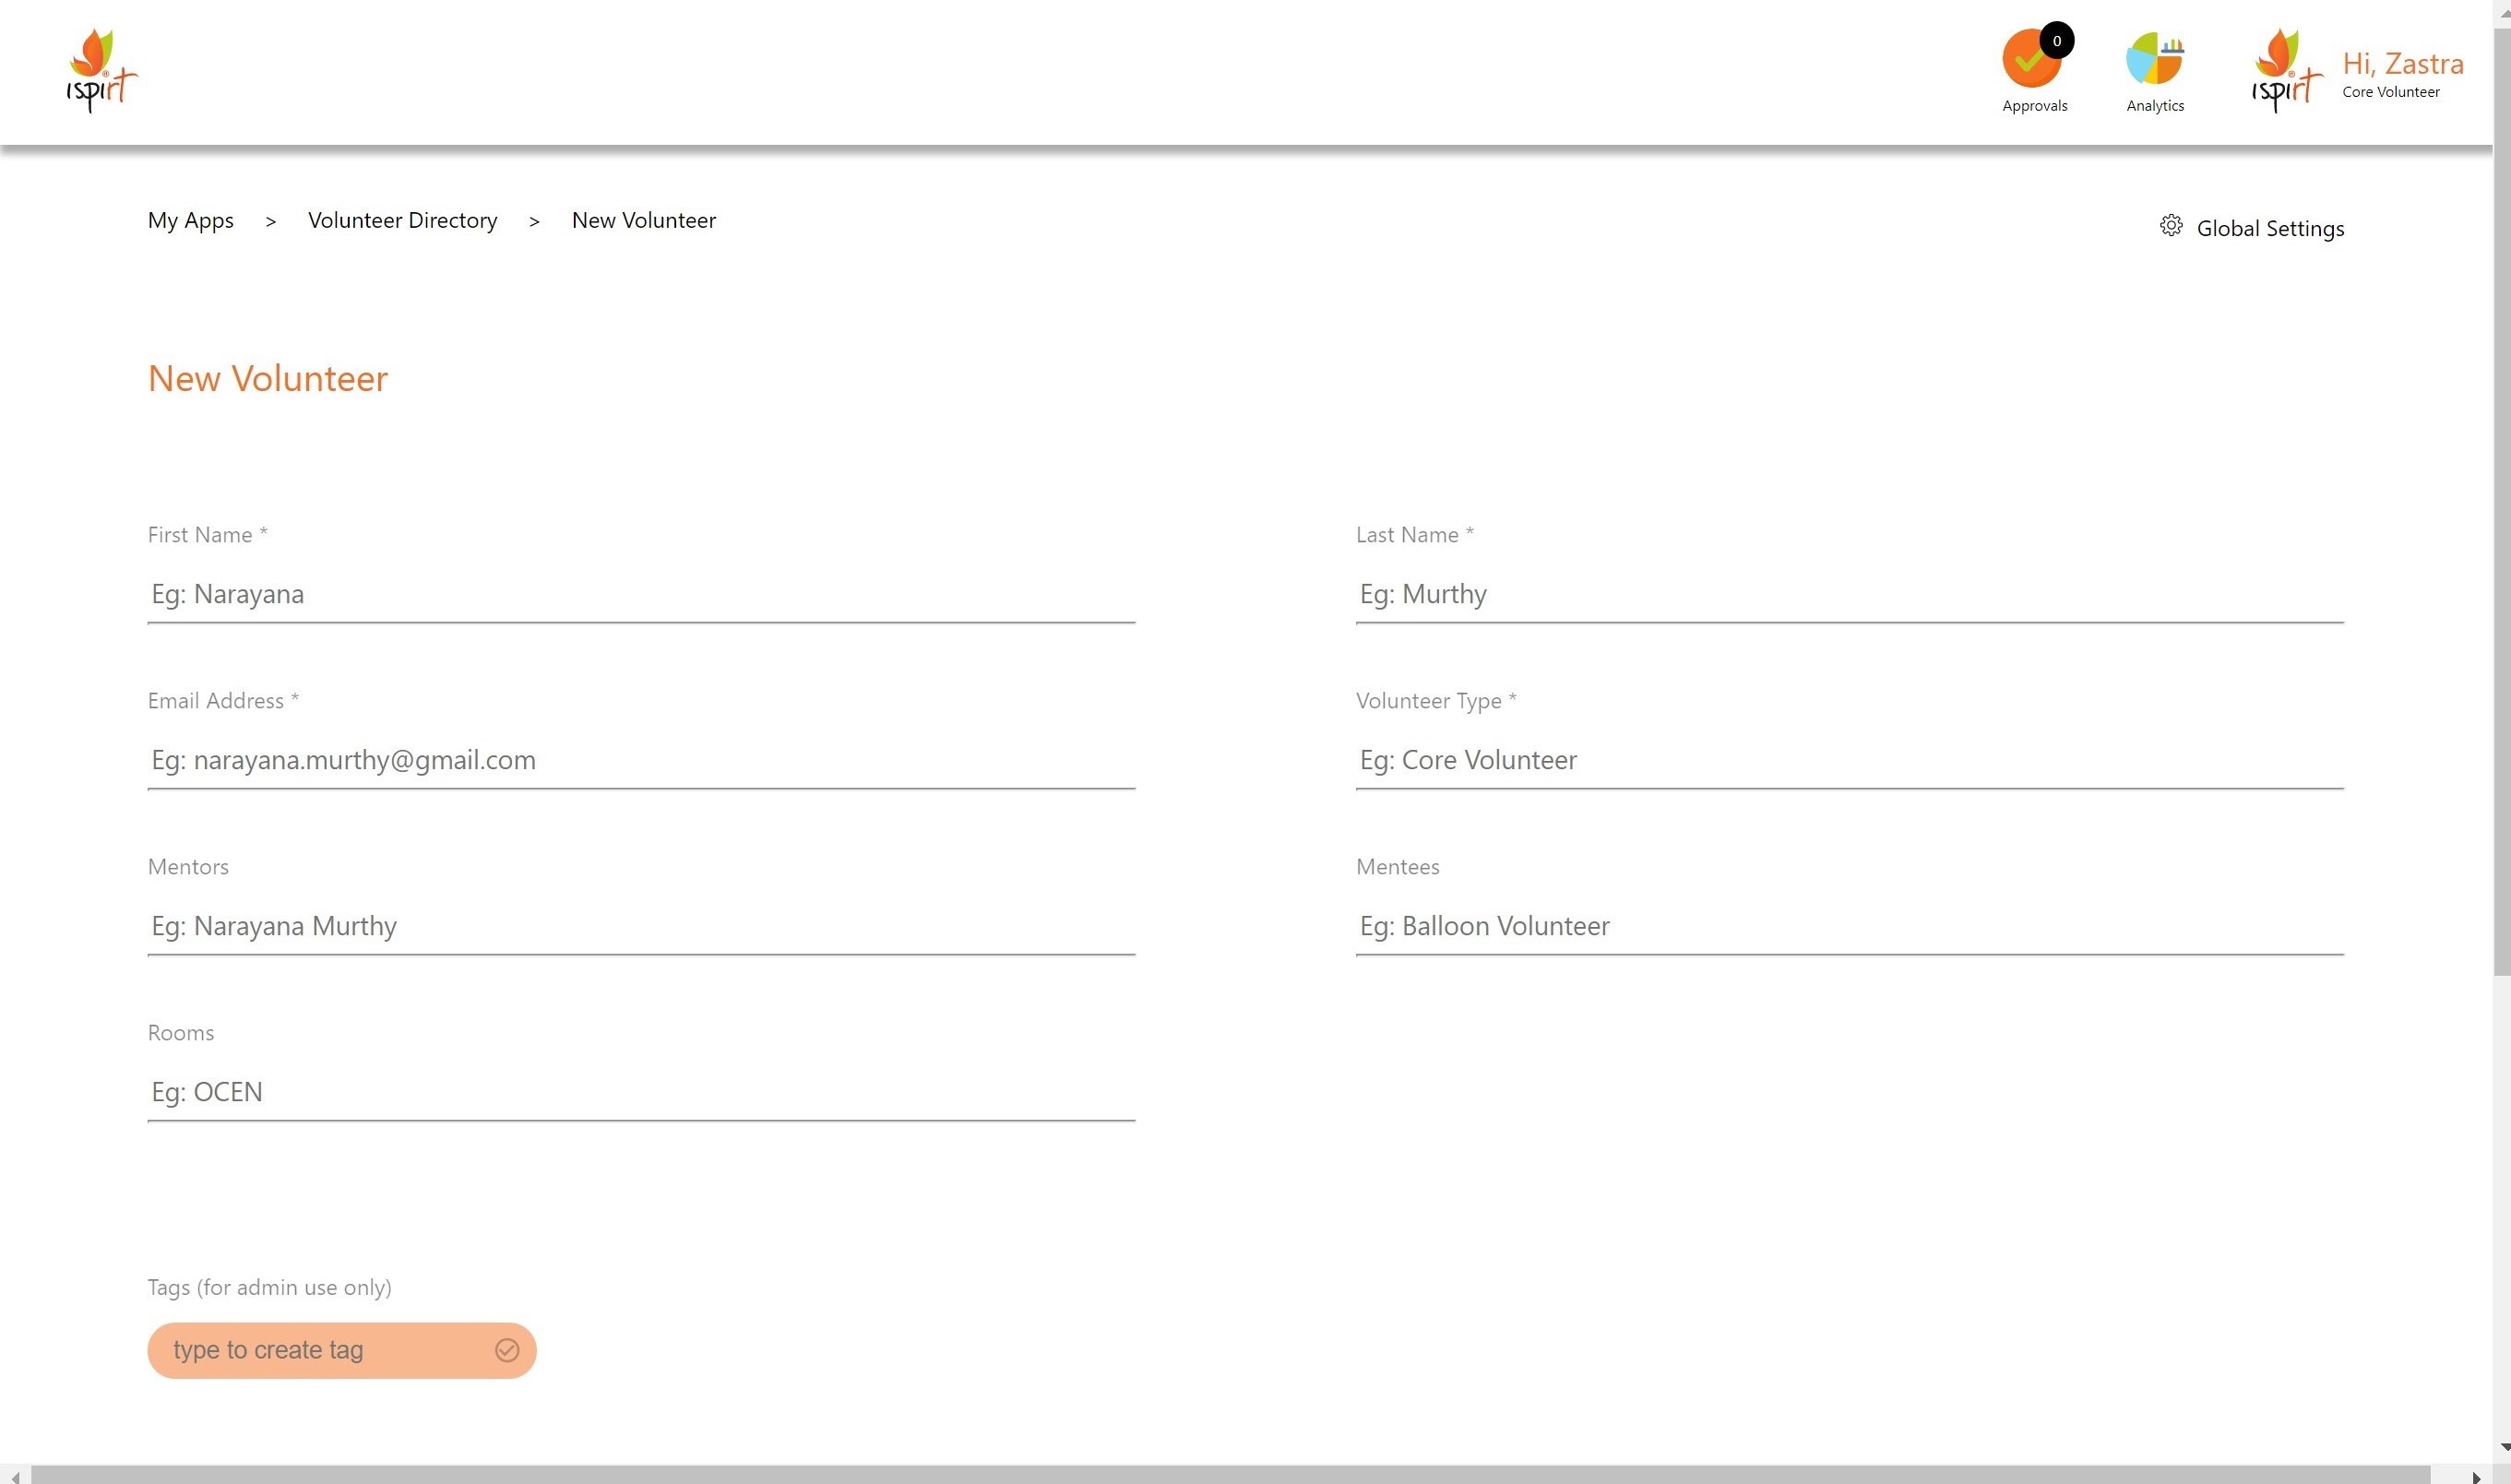 ıspırt
0
Approvals
Analytics
ıspırt
Hi, Zastra
Core Volunteer
My Apps > Volunteer Directory > New Volunteer
Global Settings
New Volunteer
First Name *
Last Name *
Eg: Narayana
Eg: Murthy
Email Address *
Volunteer Type *
Eg: narayana.murthy@gmail.com
Eg: Core Volunteer
Mentors
Mentees
Eg: Narayana Murthy
Eg: Balloon Volunteer
Rooms
Eg: OCEN
Tags (for admin use only)
type to create tag